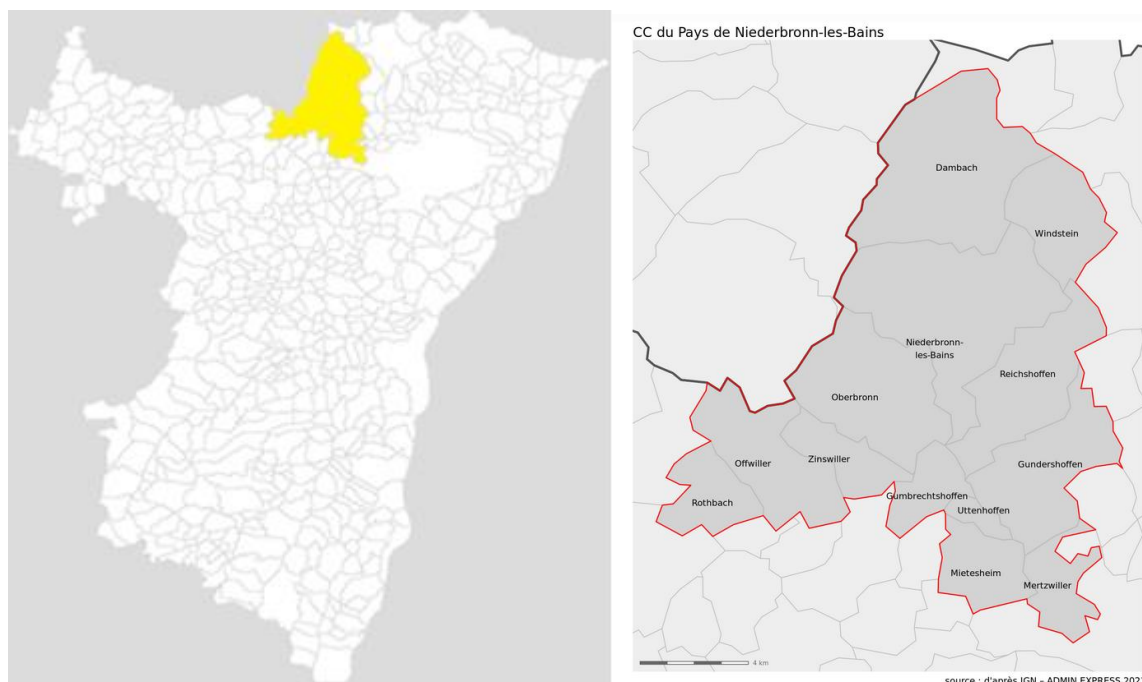 CC du Pays de Niederbronn-les-Bains
Dambach
Windstein
Niederbronn-
les-Bains
Reichshoffen
Oberbronn
Offwiller
Zinswiller
Gundershoffen
Rothbach
Gumbrechtshoffen
Uttenhoffen
Mietesheim
Mertzwiller
4 km
source : d'après IGN – ADMIN EXPRESS 202